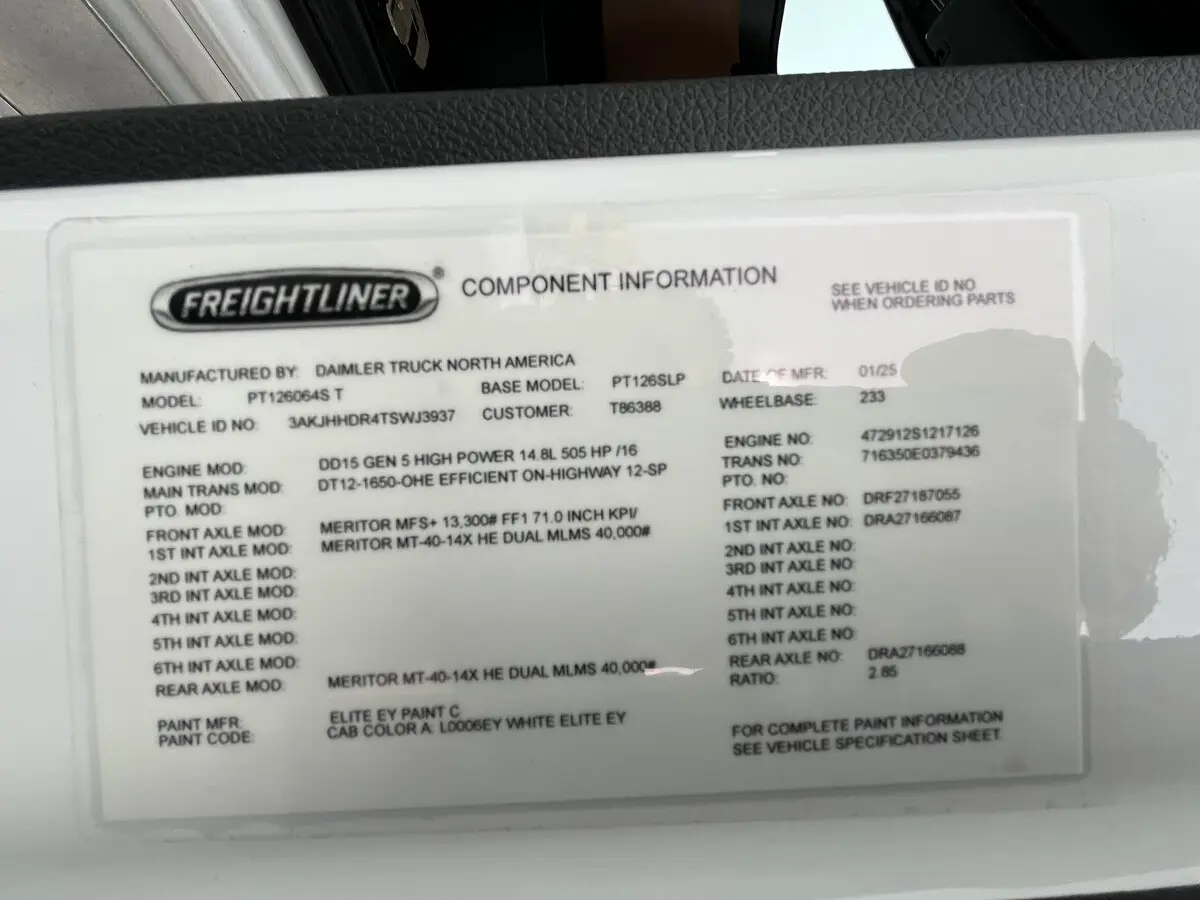 FREIGHTLINER ® COMPONENT INFORMATION
SEE VEHICLE ID NO
WHEN ORDERING PARTS
MANUFACTURED BY: DAIMLER TRUCK NORTH AMERICA
MODEL: PT126064S T BASE MODEL: PT126SLP DATE OF MFR: 01/25
VEHICLE ID NO: 3AKJHHDR4TSWJ3937 CUSTOMER: T86388 WHEELBASE: 233
ENGINE MOD: DD15 GEN 5 HIGH POWER 14.8L 505 HP /16 ENGINE NO: 472912S1217126
MAIN TRANS MOD: DT12-1650-OHE EFFICIENT ON-HIGHWAY 12-SP TRANS NO: 716350E0379436
PTO. MOD: PTO. NO:
FRONT AXLE MOD: MERITOR MFS+ 13,300# FF1 71.0 INCH KPI/ FRONT AXLE NO: DRF27187055
1ST INT AXLE MOD: MERITOR MT-40-14X HE DUAL MLMS 40,000# 1ST INT AXLE NO: DRA27166087
2ND INT AXLE MOD: 2ND INT AXLE NO:
3RD INT AXLE MOD: 3RD INT AXLE NO:
4TH INT AXLE MOD: 4TH INT AXLE NO:
5TH INT AXLE MOD: 5TH INT AXLE NO:
6TH INT AXLE MOD: 6TH INT AXLE NO:
REAR AXLE MOD: MERITOR MT-40-14X HE DUAL MLMS 40,000# REAR AXLE NO: DRA27166088
RATIO: 2.85
PAINT MFR: ELITE EY PAINT C
PAINT CODE: CAB COLOR A: L0006EY WHITE ELITE EY
FOR COMPLETE PAINT INFORMATION
SEE VEHICLE SPECIFICATION SHEET.